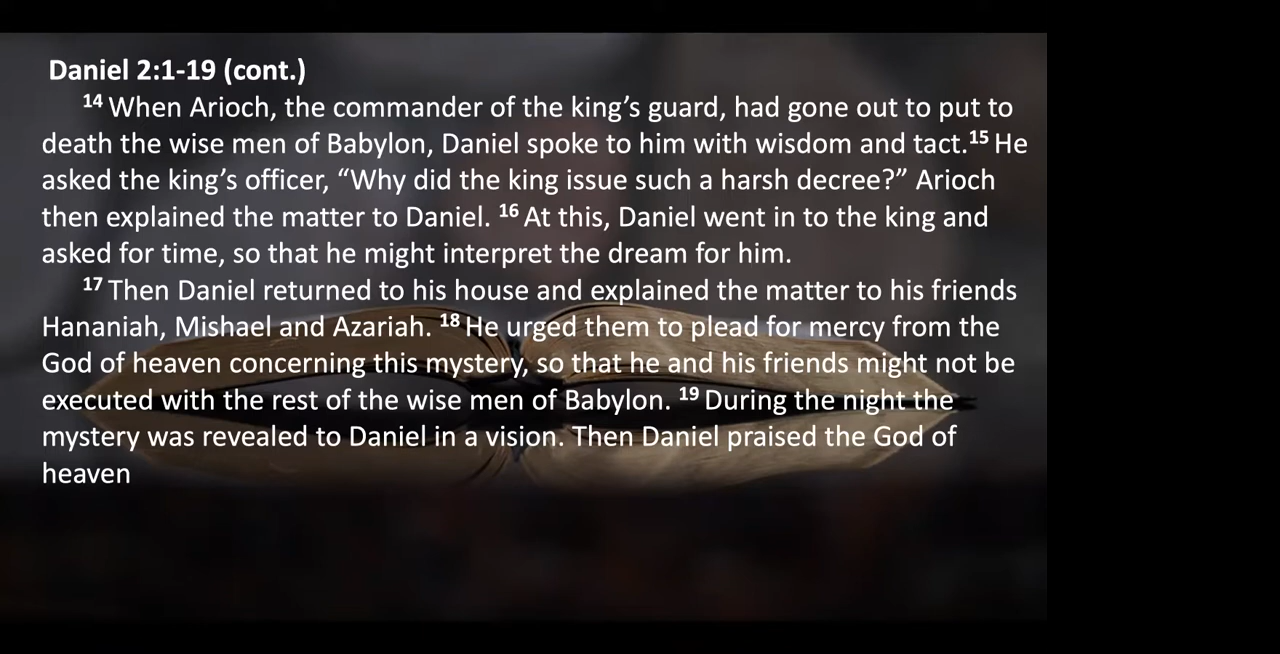 Daniel 2:1-19 (cont.)
14 When Arioch, the commander of the king’s guard, had gone out to put to
death the wise men of Babylon, Daniel spoke to him with wisdom and tact.15 He
asked the king’s officer, “Why did the king issue such a harsh decree?” Arioch
then explained the matter to Daniel. 16 At this, Daniel went in to the king and
asked for time, so that he might interpret the dream for him.
17 Then Daniel returned to his house and explained the matter to his friends
Hananiah, Mishael and Azariah. 18 He urged them to plead for mercy from the
God of heaven concerning this mystery, so that he and his friends might not be
executed with the rest of the wise men of Babylon. 19 During the night the
mystery was revealed to Daniel in a vision. Then Daniel praised the God of
heaven